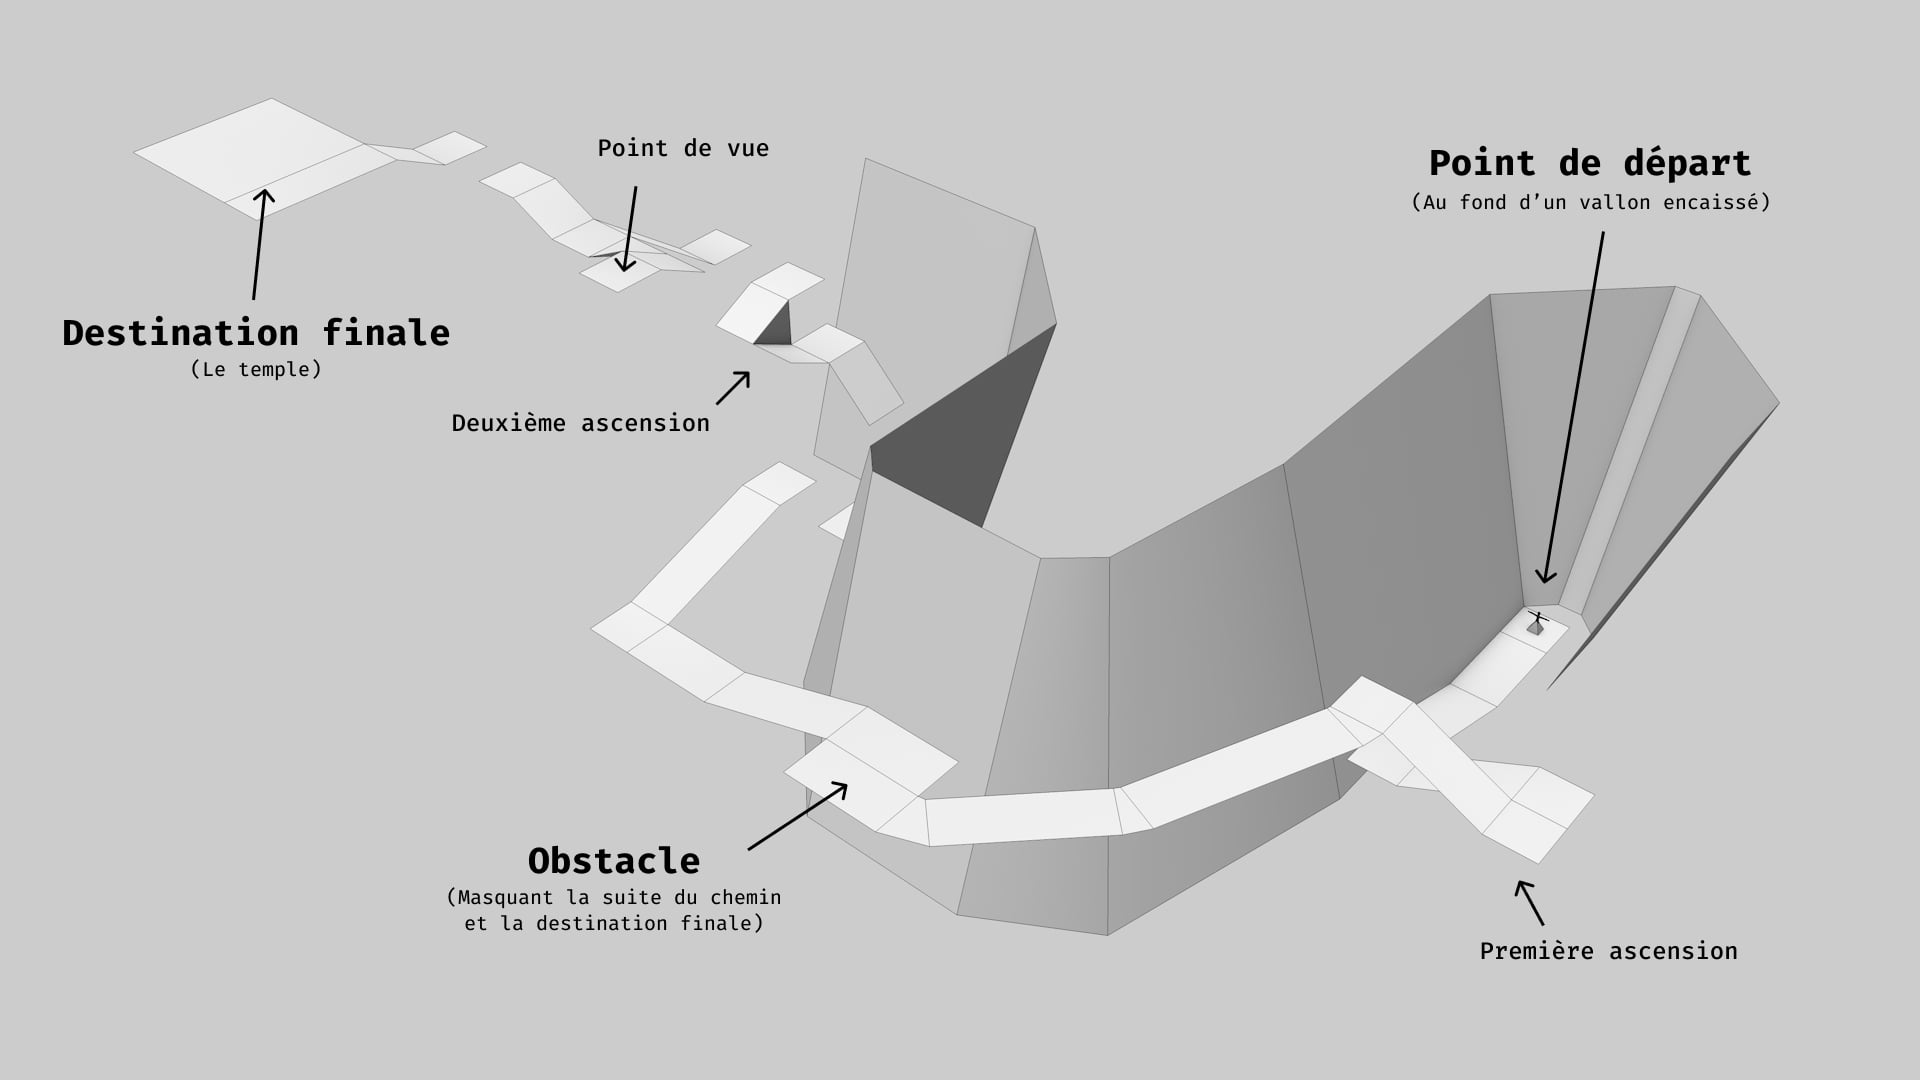 Point de vue
Point de départ
(Au fond d’un vallon encaissé)
Destination finale
(Le temple)
Deuxième ascension
Obstacle
(Masquant la suite du chemin
et la destination finale)
Première ascension